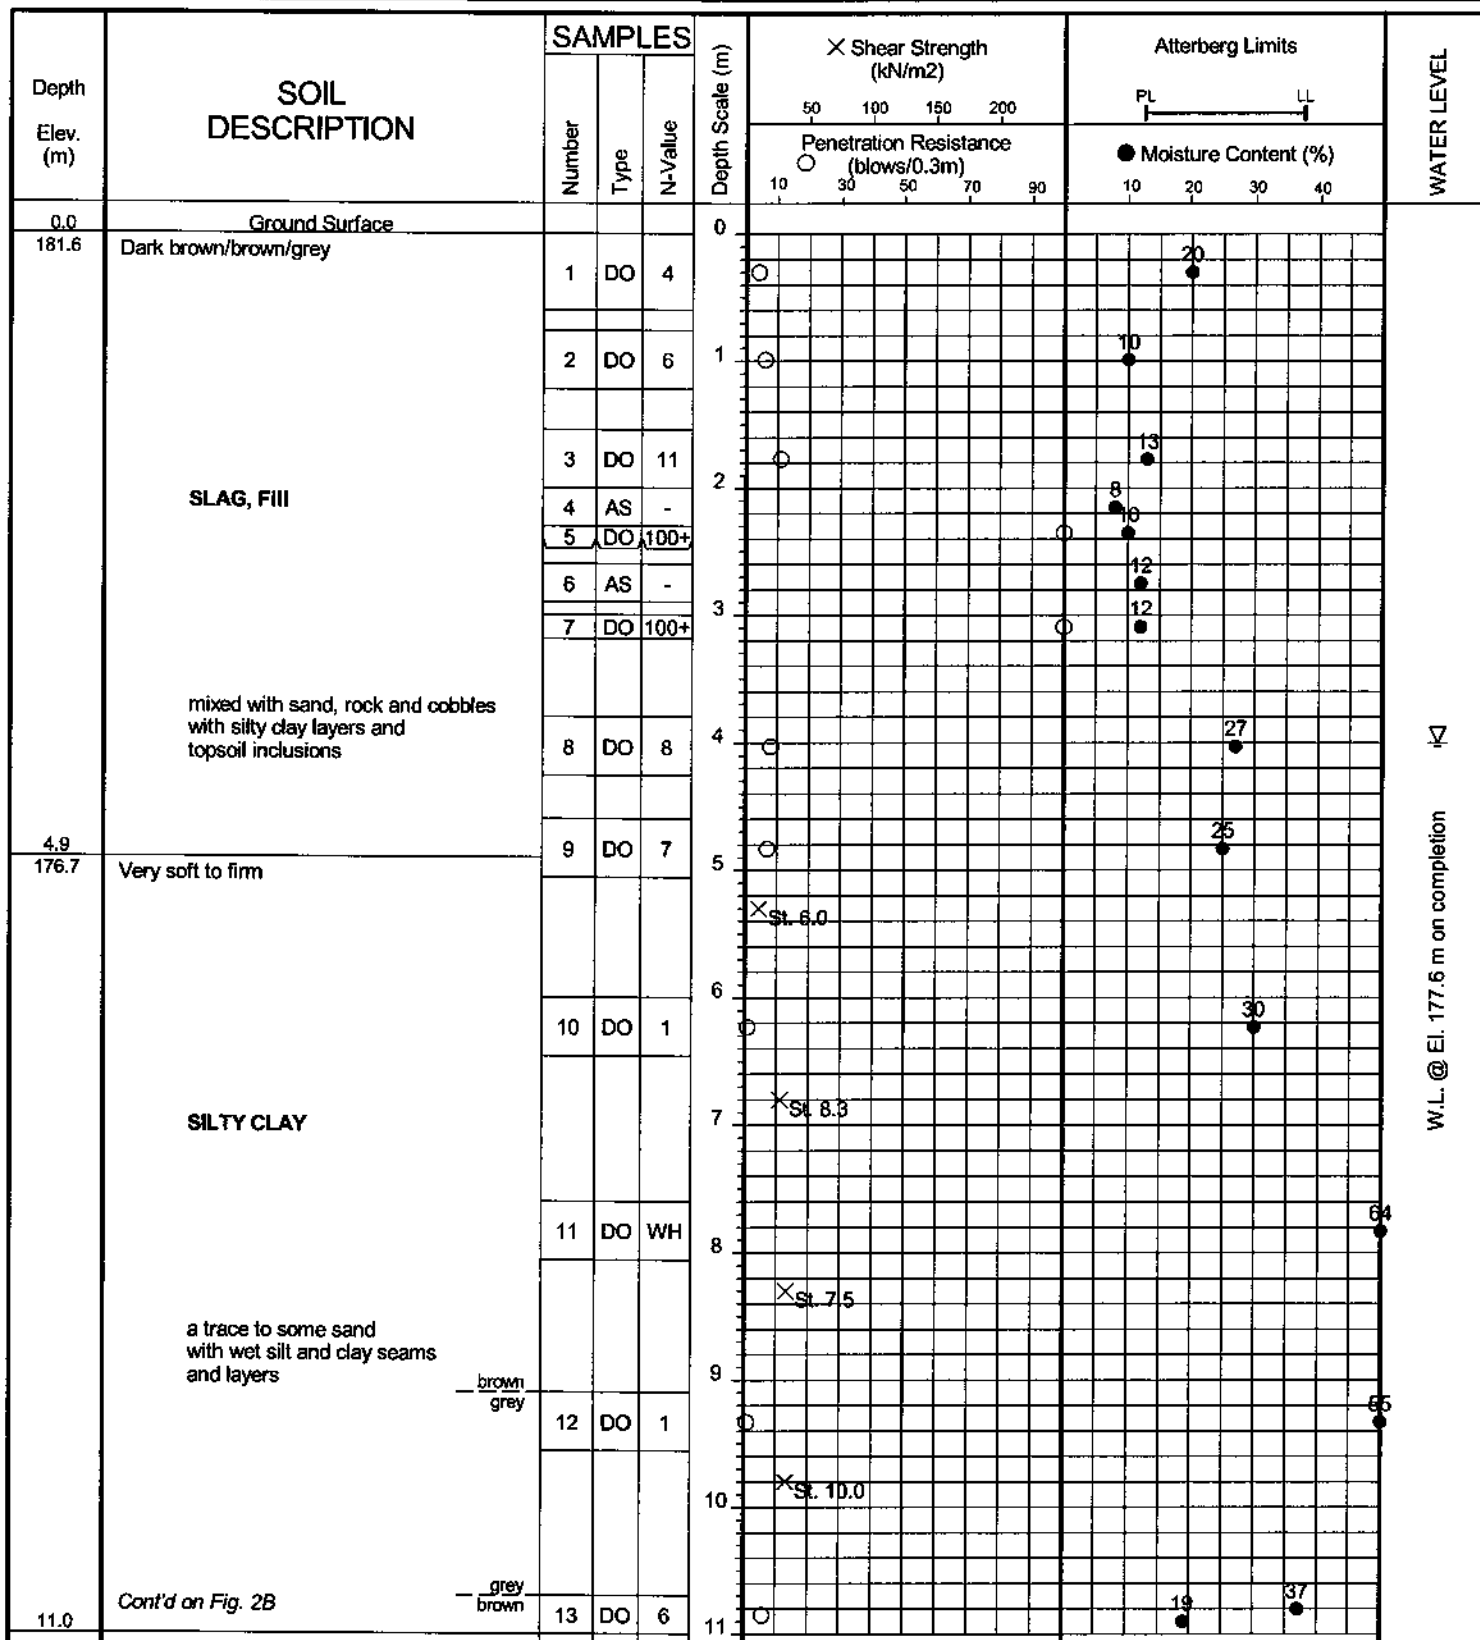 Depth
Elev.
(m)
SOIL
DESCRIPTION
SAMPLES
Number
Type
N-Value
Depth Scale (m)
× Shear Strength
(kN/m2)
50 100 150 200
Penetration Resistance
(blows/0.3m)
10 30 50 70 90
Atterberg Limits
PL LL
Moisture Content (%)
10 20 30 40
WATER LEVEL
0.0 Ground Surface 0
181.6 Dark brown/brown/grey
1 DO 4 20
2 DO 6 1 10
3 DO 11 13
2
SLAG, Fill
4 AS - 8
5 DO 100+ 10
6 AS - 12
3
7 DO 100+ 12
mixed with sand, rock and cobbles
with silty clay layers and
topsoil inclusions
8 DO 8 4 27
4.9
9 DO 7 25
176.7 Very soft to firm 5
St. 6.0
6
10 DO 1 30
St. 8.3
SILTY CLAY 7
11 DO WH 64
8
St. 7.5
a trace to some sand
with wet silt and clay seams
and layers
9
brown
grey
12 DO 1 55
St. 10.0
10
grey
brown
Cont'd on Fig. 2B
13 DO 6 19 37
11.0 11
W.L. @ El. 177.6 m on completion